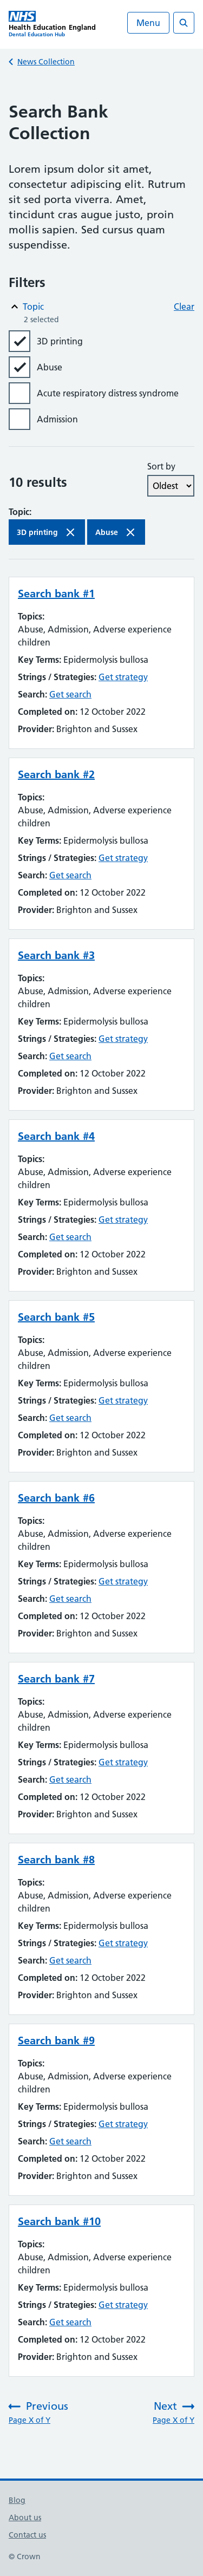 NHS
Health Education England
Dental Education Hub
Menu
News Collection
Search Bank
Collection
Lorem ipsum dolor sit amet,
consectetur adipiscing elit. Rutrum
sit sed porta viverra. Amet,
tincidunt cras augue justo, proin
mollis sapien. Sed cursus quam
suspendisse.
Filters
Topic
Clear
2 selected
3D printing
Abuse
Acute respiratory distress syndrome
Admission
Sort by
10 results
Oldest
Topic:
3D printing
Abuse
Search bank #1
Topics:
Abuse, Admission, Adverse experience
children
Key Terms: Epidermolysis bullosa
Strings / Strategies: Get strategy
Search: Get search
Completed on: 12 October 2022
Provider: Brighton and Sussex
Search bank #2
Topics:
Abuse, Admission, Adverse experience
children
Key Terms: Epidermolysis bullosa
Strings / Strategies: Get strategy
Search: Get search
Completed on: 12 October 2022
Provider: Brighton and Sussex
Search bank #3
Topics:
Abuse, Admission, Adverse experience
children
Key Terms: Epidermolysis bullosa
Strings / Strategies: Get strategy
Search: Get search
Completed on: 12 October 2022
Provider: Brighton and Sussex
Search bank #4
Topics:
Abuse, Admission, Adverse experience
children
Key Terms: Epidermolysis bullosa
Strings / Strategies: Get strategy
Search: Get search
Completed on: 12 October 2022
Provider: Brighton and Sussex
Search bank #5
Topics:
Abuse, Admission, Adverse experience
children
Key Terms: Epidermolysis bullosa
Strings / Strategies: Get strategy
Search: Get search
Completed on: 12 October 2022
Provider: Brighton and Sussex
Search bank #6
Topics:
Abuse, Admission, Adverse experience
children
Key Terms: Epidermolysis bullosa
Strings / Strategies: Get strategy
Search: Get search
Completed on: 12 October 2022
Provider: Brighton and Sussex
Search bank #7
Topics:
Abuse, Admission, Adverse experience
children
Key Terms: Epidermolysis bullosa
Strings / Strategies: Get strategy
Search: Get search
Completed on: 12 October 2022
Provider: Brighton and Sussex
Search bank #8
Topics:
Abuse, Admission, Adverse experience
children
Key Terms: Epidermolysis bullosa
Strings / Strategies: Get strategy
Search: Get search
Completed on: 12 October 2022
Provider: Brighton and Sussex
Search bank #9
Topics:
Abuse, Admission, Adverse experience
children
Key Terms: Epidermolysis bullosa
Strings / Strategies: Get strategy
Search: Get search
Completed on: 12 October 2022
Provider: Brighton and Sussex
Search bank #10
Topics:
Abuse, Admission, Adverse experience
children
Key Terms: Epidermolysis bullosa
Strings / Strategies: Get strategy
Search: Get search
Completed on: 12 October 2022
Provider: Brighton and Sussex
Previous
Next
Page X of Y
Page X of Y
Blog
About us
Contact us
© Crown